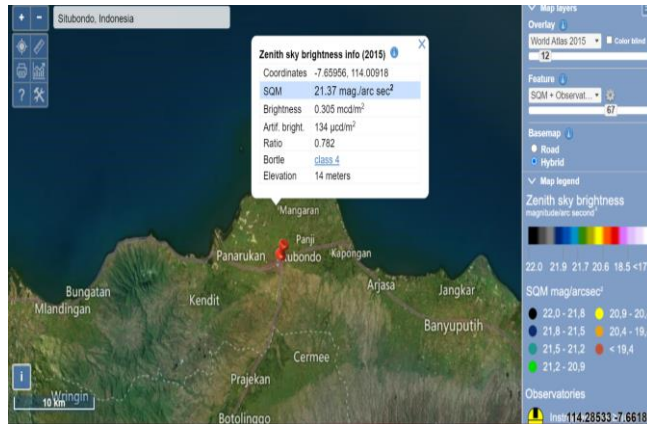 + -
Situbondo, Indonesia
?
Zenith sky brightness info (2015)
X
Coordinates -7.65956, 114.00918
SQM 21.37 mag./arc sec²
Brightness 0.305 mcd/m²
Artif. bright. 134 μcd/m²
Ratio 0.782
Bortle class 4
Elevation 14 meters
Mangaran
Panji
Panarukan
Kapongan
Bungatan
Mlandingan
Kendit
Arjasa
Jangkar
Banyuputih
Cermee
Prajekan
Wringin
Botolinggo
i
10 km
Map layers
Overlay
World Atlas 2015
Color blind
12
Feature
SQM + Observat...
67
Basemap
Road
Hybrid
Map legend
Zenith sky brightness
magnitude/arc second²
22.0 21.9 21.7 20.6 18.5 <17
SQM mag/arcsec²
22,0 - 21,8 20,9 - 20,
21,8 - 21,5 20,4 - 19,
21,5 - 21,2 < 19,4
21,2 - 20,9
Observatories
114.28533 -7.6618